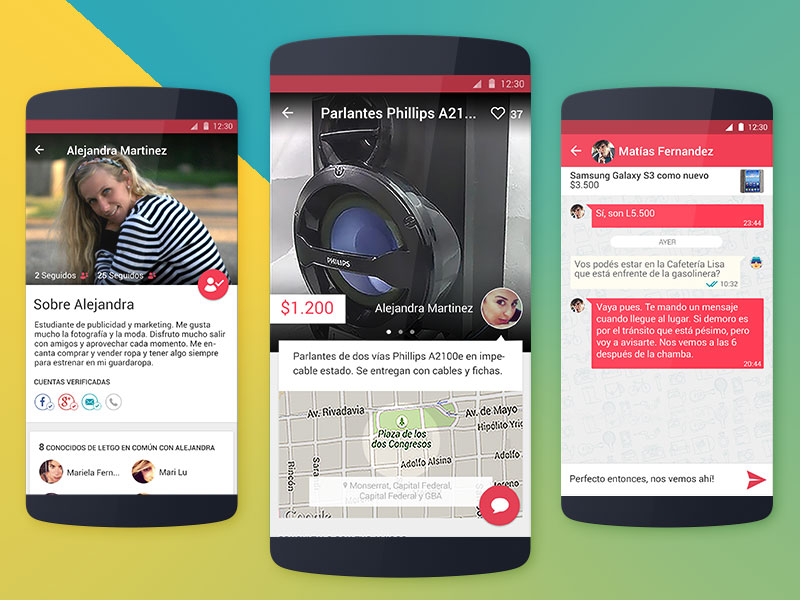 12:30
Alejandra Martinez
2 Seguidos
25 Seguidos
Sobre Alejandra
Estudiante de publicidad y marketing. Me gusta
mucho la fotografía y la moda. Disfruto mucho salir
con amigos y aprovechar cada momento. Me en-
canta comprar y vender ropa y tener algo siempre
para estrenar en mi guardaropa.
CUENTAS VERIFICADAS
8 CONOCIDOS DE LETGO EN COMÚN CON ALEJANDRA
Mariela Fern...
Mari Lu
12:30
Parlantes Phillips A21...
37
PHILIPS
$1.200
Alejandra Martinez
Parlantes de dos vías Phillips A2100e en impe-
cable estado. Se entregan con cables y fichas.
Av. Rivadavia
Av. de Mayo
Hipólito Yrig
Plaza de los
dos Congresos
Adolfo Alsina
Adolfo
Rincón
Sara
Monserrat, Capital Federal,
Capital Federal y GBA
12:30
Matías Fernandez
Samsung Galaxy S3 como nuevo
$3.500
Sí, son L5.500
23:44
AYER
Vos podés estar en la Cafetería Lisa
que está enfrente de la gasolinera?
10:32
Vaya pues. Te mando un mensaje
cuando llegue al lugar. Si demoro es
por el tránsito que está pésimo, pero
voy a avisarte. Nos vemos a las 6
después de la chamba.
20:44
Perfecto entonces, nos vemos ahí!